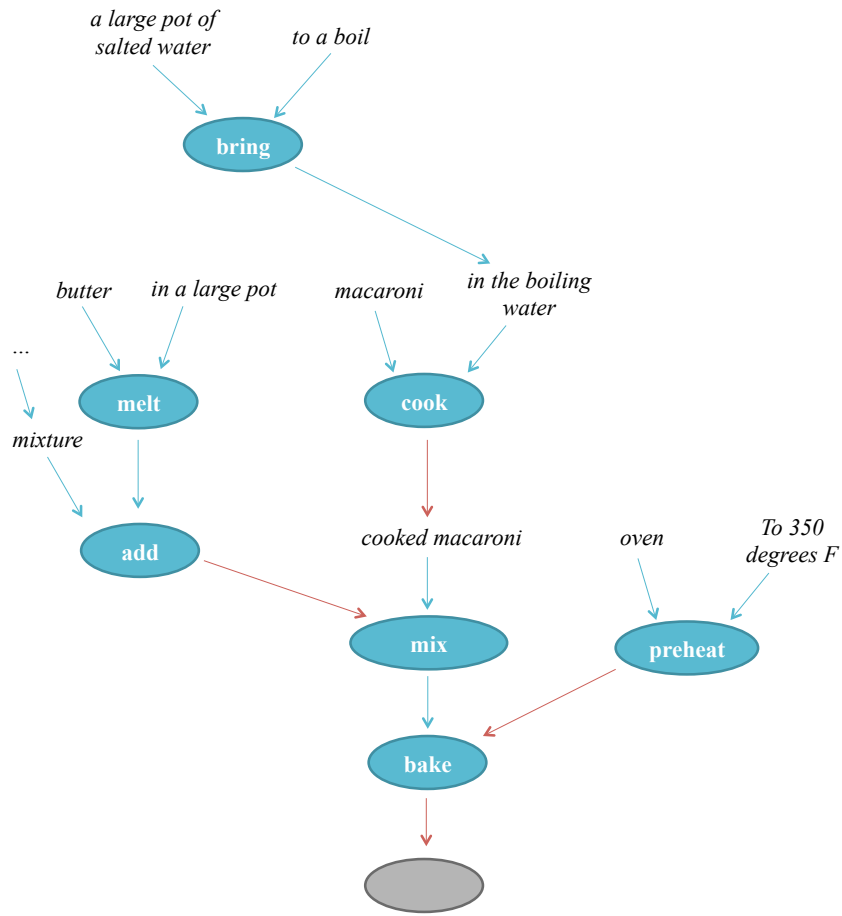 a large pot of
salted water
to a boil
bring
butter
in a large pot
macaroni
in the boiling
water
...
melt
cook
mixture
add
cooked macaroni
oven
To 350
degrees F
mix
preheat
bake